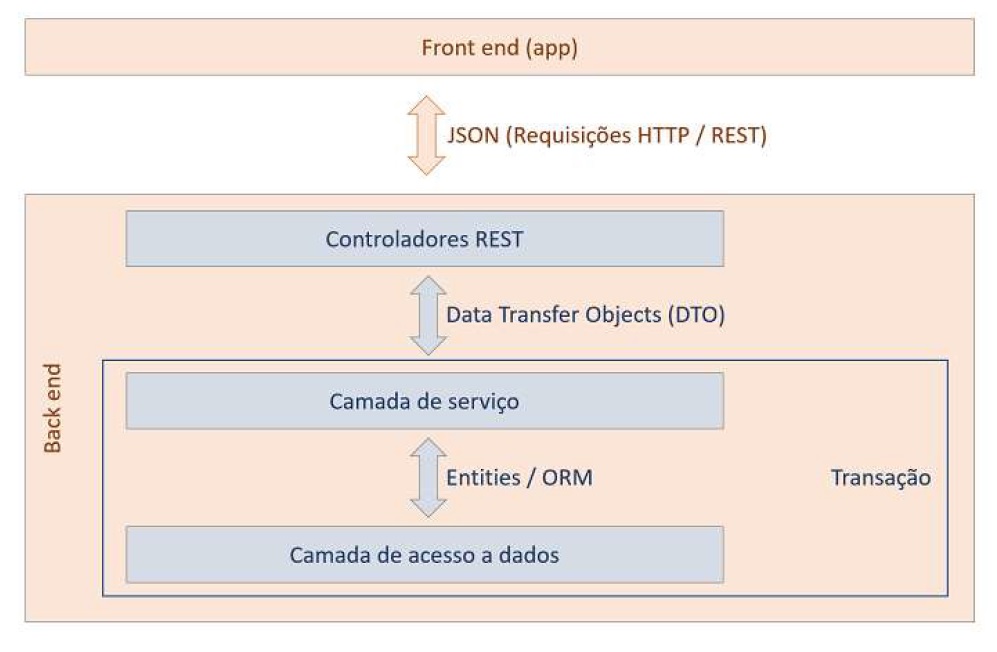 Front end (app)
JSON (Requisições HTTP / REST)
Controladores REST
Data Transfer Objects (DTO)
Back end
Camada de serviço
Entities / ORM
Transação
Camada de acesso a dados